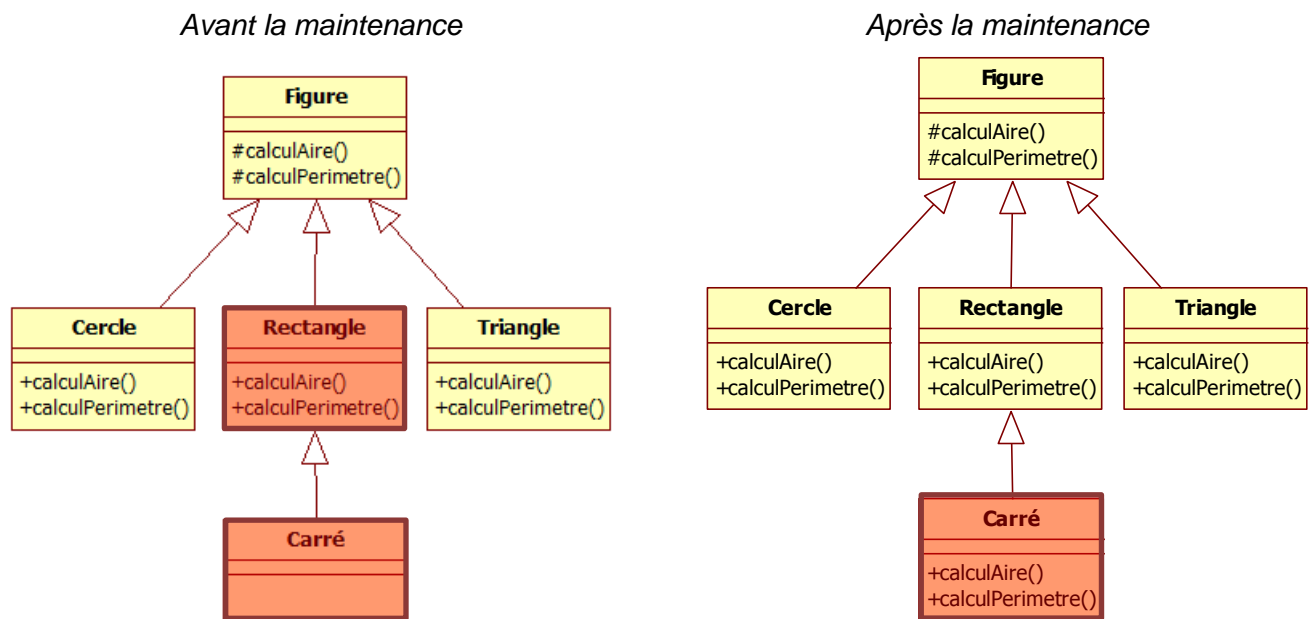 Avant la maintenance
Figure
#calculAire()
#calculPerimetre()
Cercle
+calculAire()
+calculPerimetre()
Rectangle
+calculAire()
+calculPerimetre()
Triangle
+calculAire()
+calculPerimetre()
Carré
Après la maintenance
Figure
#calculAire()
#calculPerimetre()
Cercle
+calculAire()
+calculPerimetre()
Rectangle
+calculAire()
+calculPerimetre()
Triangle
+calculAire()
+calculPerimetre()
Carré
+calculAire()
+calculPerimetre()